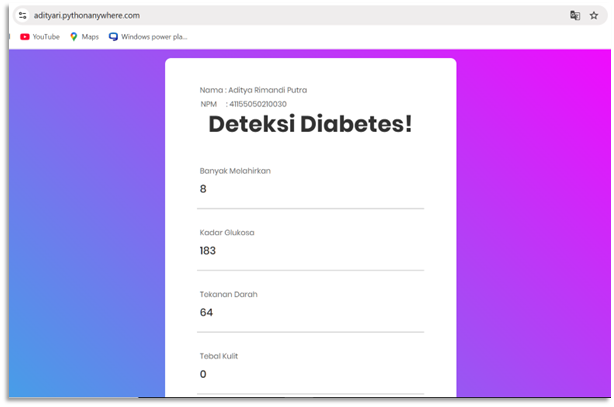 adityari.pythonanywhere.com
YouTube Maps Windows power pla...
Nama : Aditya Rimandi Putra
NPM : 41155050210030
Deteksi Diabetes!
Banyak Melahirkan
8
Kadar Glukosa
183
Tekanan Darah
64
Tebal Kulit
0